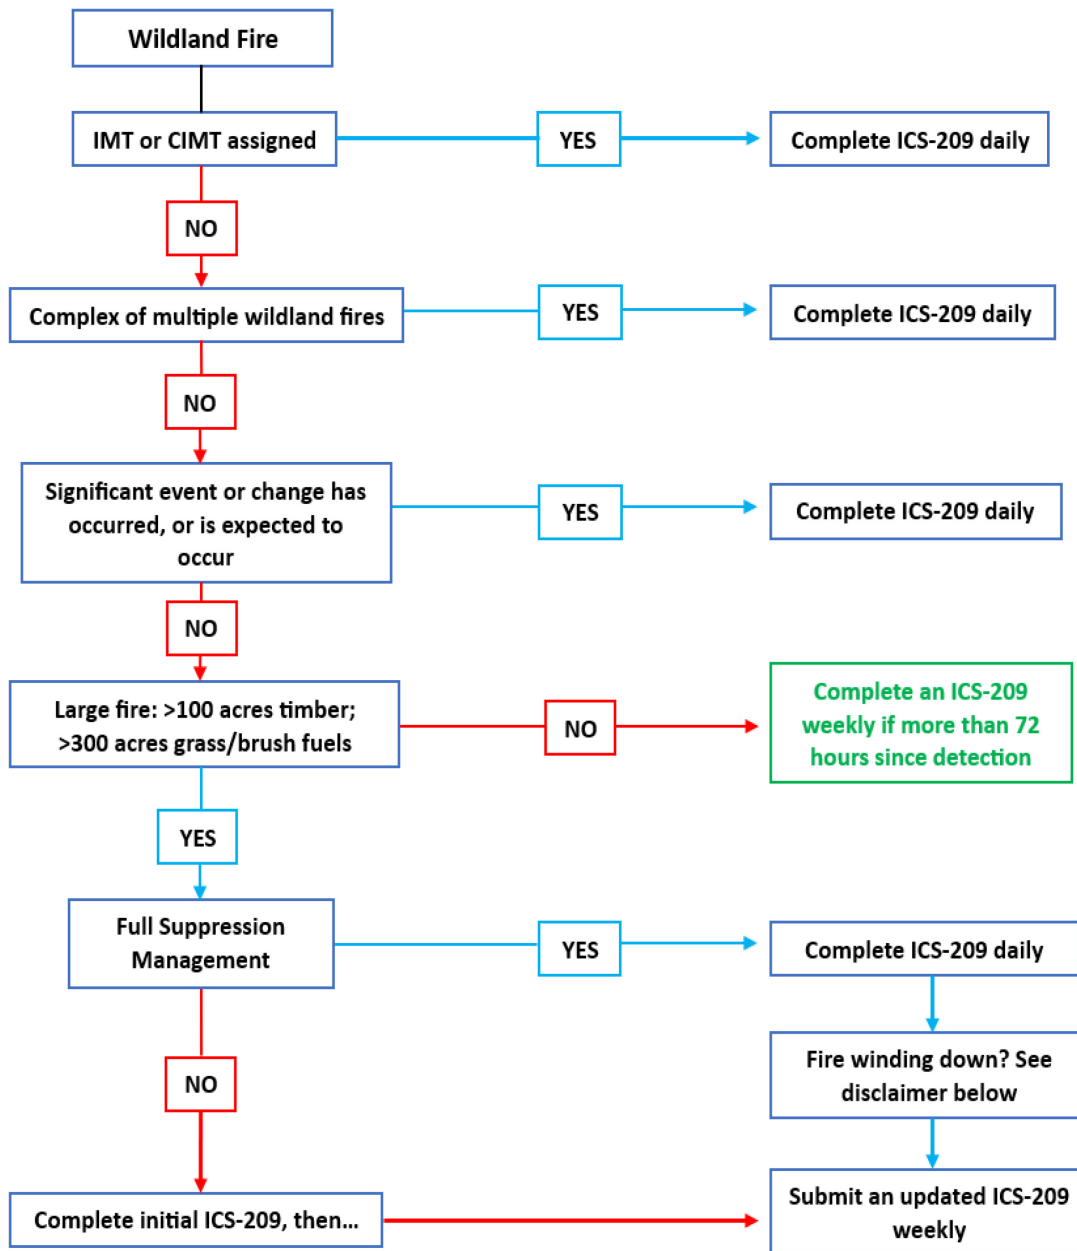 Wildland Fire
IMT or CIMT assigned
YES
Complete ICS-209 daily
NO
Complex of multiple wildland fires
YES
Complete ICS-209 daily
NO
Significant event or change has
occurred, or is expected to
occur
YES
Complete ICS-209 daily
NO
Large fire: >100 acres timber;
>300 acres grass/brush fuels
NO
Complete an ICS-209
weekly if more than 72
hours since detection
YES
Full Suppression
Management
YES
Complete ICS-209 daily
Fire winding down? See
disclaimer below
NO
Complete initial ICS-209, then...
Submit an updated ICS-209
weekly